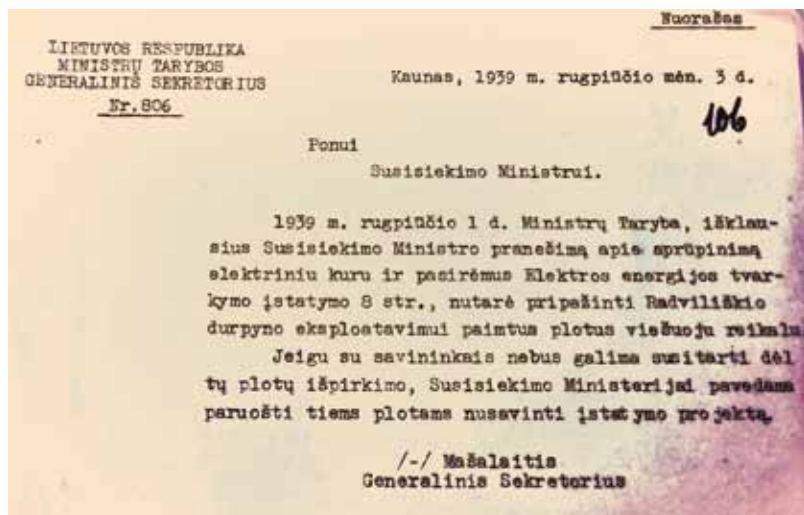 Nuorašas
LIETUVOS RESPUBLIKA
MINISTRŲ TARYBOS
GENERALINIS SEKRETORIUS
Nr.806
Kaunas, 1939 m. rugpiūčio mėn. 3 d.
106
Ponui
Susisiekimo Ministrui.
1939 m. rugpiūčio 1 d. Ministrų Taryba, išklau-
sius Susisiekimo Ministro pranešimą apie aprūpinimą
elektrinių kuru ir pasirėmus Elektros energijos tvar-
kymo įstatymo 8 str., nutarė pripažinti Radviliškio
durpyno eksploatavimui paimtus plotus viešuoju reikalu
Jeigu su savininkais nebus galima susitarti dėl
tų plotų išpirkimo, Susisiekimo Ministerijai pavedama
paruošti tiems plotams nusavinti įstatymo projektą.
/-/ Mašalaitis
Generalinis Sekretorius